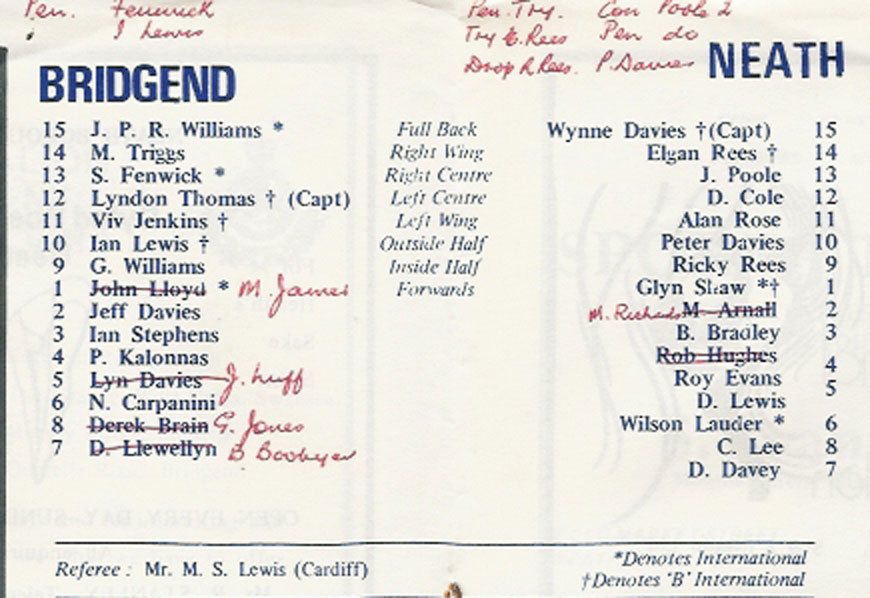 Pen. Fenwick
I Lewis
Pen. Try. Con Poole 2
Try E. Rees Pen do
Drop R. Rees. P. Davies
BRIDGEND NEATH
15 J. P. R. Williams * Full Back Wynne Davies † (Capt) 15
14 M. Triggs Right Wing Elgan Rees † 14
13 S. Fenwick * Right Centre J. Poole 13
12 Lyndon Thomas † (Capt) Left Centre D. Cole 12
11 Viv Jenkins † Left Wing Alan Rose 11
10 Ian Lewis † Outside Half Peter Davies 10
9 G. Williams Inside Half Ricky Rees 9
1 John Lloyd * M. James Forwards Glyn Shaw *† 1
2 Jeff Davies M. Richards M. Arnall 2
3 Ian Stephens B. Bradley 3
4 P. Kalonnas Rob Hughes 4
5 Lyn Davies J. Luff Roy Evans 5
6 N. Carpanini D. Lewis
8 Derek Brain G. Jones Wilson Lauder * 6
7 D. Llewellyn B Boobyer C. Lee 8
D. Davey 7
Referee : Mr. M. S. Lewis (Cardiff) *Denotes International
†Denotes 'B' International